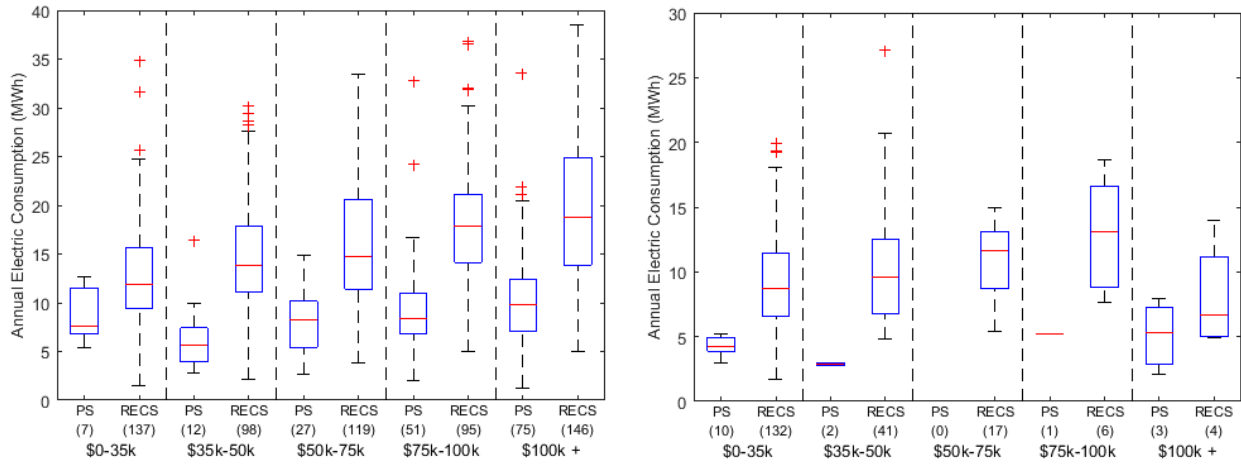 Annual Electric Consumption (MWh)
40
35
30
25
20
15
10
5
0
PS RECS PS RECS PS RECS PS RECS PS RECS
(7) (137) (12) (98) (27) (119) (51) (95) (75) (146)
$0-35k $35k-50k $50k-75k $75k-100k $100k +
Annual Electric Consumption (MWh)
30
25
20
15
10
5
0
PS RECS PS RECS PS RECS PS RECS PS RECS
(10) (132) (2) (41) (0) (17) (1) (6) (3) (4)
$0-35k $35k-50k $50k-75k $75k-100k $100k +